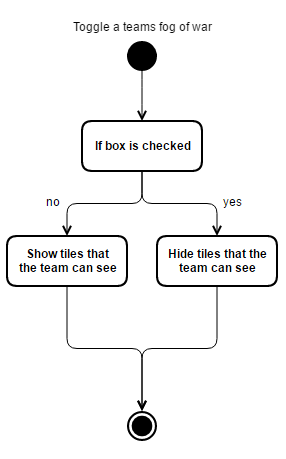 Toggle a teams fog of war
If box is checked
no
yes
Show tiles that
the team can see
Hide tiles that the
team can see